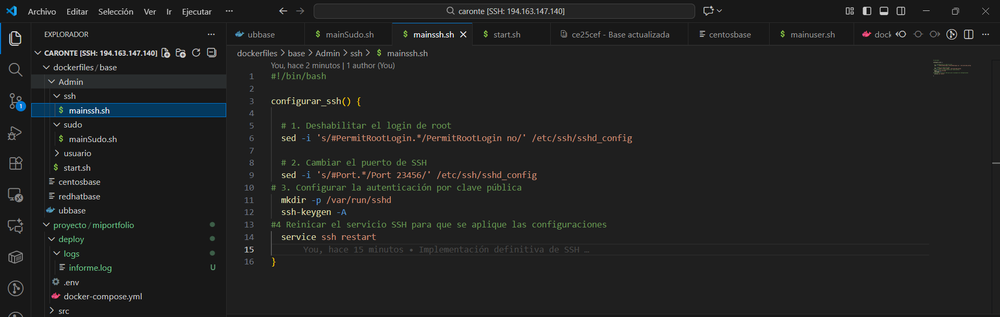 Archivo Editar Selección Ver Ir Ejecutar ···
caronte [SSH: 194.163.147.140]
EXPLORADOR
CARONTE [SSH: 194.163.147.140]
dockerfiles / base
Admin
ssh
$ mainssh.sh
sudo
$ mainSudo.sh
usuario
$ start.sh
centosbase
redhatbase
ubbase
proyecto / miportfolio
deploy
logs
informe.log U
.env
docker-compose.yml
src
1
ubbase
$ mainSudo.sh
$ mainssh.sh
$ start.sh
ce25cef - Base actualizada
centosbase
$ mainuser.sh
dock
dockerfiles > base > Admin > ssh > $ mainssh.sh
You, hace 2 minutos | 1 author (You)
1 #!/bin/bash
2
3 configurar_ssh() {
4
5 # 1. Deshabilitar el login de root
6 sed -i 's/#PermitRootLogin.*/PermitRootLogin no/' /etc/ssh/sshd_config
7
8 # 2. Cambiar el puerto de SSH
9 sed -i 's/#Port.*/Port 23456/' /etc/ssh/sshd_config
10 # 3. Configurar la autenticación por clave pública
11 mkdir -p /var/run/sshd
12 ssh-keygen -A
13 #4 Reinicar el servicio SSH para que se aplique las configuraciones
14 service ssh restart
15 You, hace 15 minutos • Implementación definitiva de SSH …
16 }